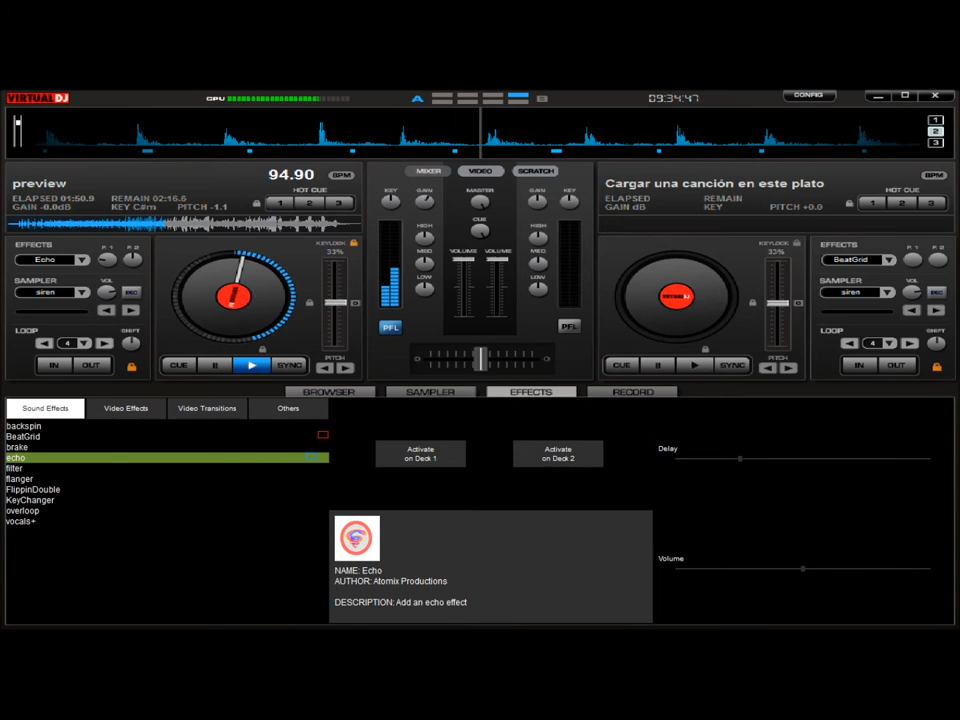 VIRTUAL DJ
CPU
A
B
09:34:47
CONFIG
1
2
3
preview
94.90
BPM
ELAPSED 01:50.9
REMAIN 02:16.5
GAIN -0.0dB
KEY C#m
PITCH -1.1
HOT CUE
1 2 3
MIXER
VIDEO
SCRATCH
KEY
GAIN
MASTER
GAIN
KEY
CUE
HIGH
MED
LOW
VOLUME
VOLUME
HIGH
MED
LOW
PFL
PFL
Cargar una canción en este plato
BPM
ELAPSED
REMAIN
GAIN dB
KEY
PITCH +0.0
HOT CUE
1 2 3
EFFECTS
P. 1
P. 2
Echo
SAMPLER
VOL
siren
REC
LOOP
SHIFT
4
IN
OUT
KEYLOCK
33%
CUE
SYNC
PITCH
KEYLOCK
33%
CUE
SYNC
PITCH
EFFECTS
P. 1
P. 2
BeatGrid
SAMPLER
VOL
siren
REC
LOOP
SHIFT
4
IN
OUT
BROWSER
SAMPLER
EFFECTS
RECORD
Sound Effects
Video Effects
Video Transitions
Others
backspin
BeatGrid
brake
echo
filter
flanger
FlippinDouble
KeyChanger
overloop
vocals+
Activate
on Deck 1
Activate
on Deck 2
Delay
Volume
NAME: Echo
AUTHOR: Atomix Productions
DESCRIPTION: Add an echo effect